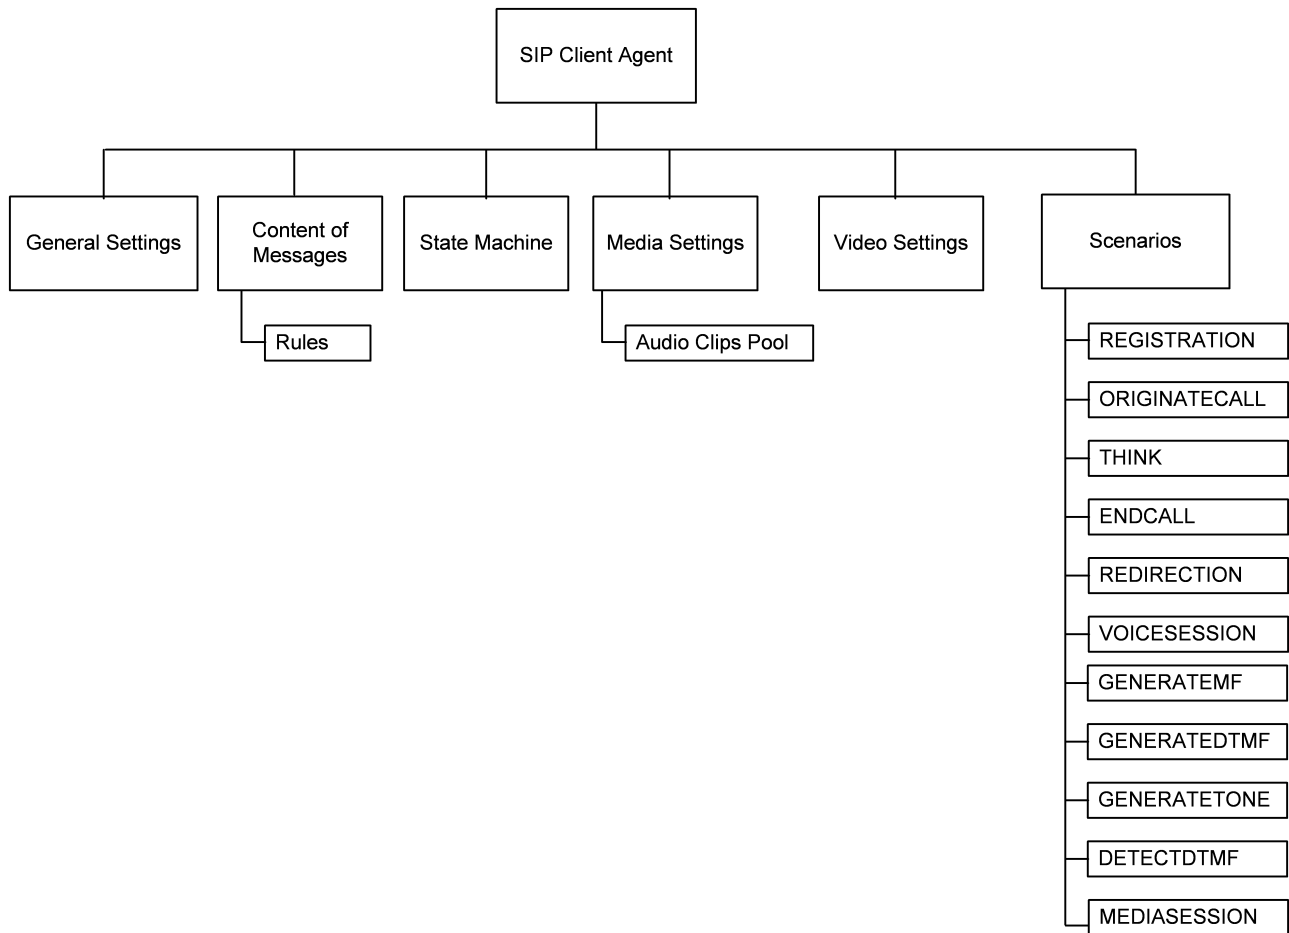 SIP Client Agent
General Settings
Content of
Messages
State Machine
Media Settings
Video Settings
Scenarios
Rules
Audio Clips Pool
REGISTRATION
ORIGINATECALL
THINK
ENDCALL
REDIRECTION
VOICESESSION
GENERATEMF
GENERATEDTMF
GENERATETONE
DETECTDTMF
MEDIASESSION